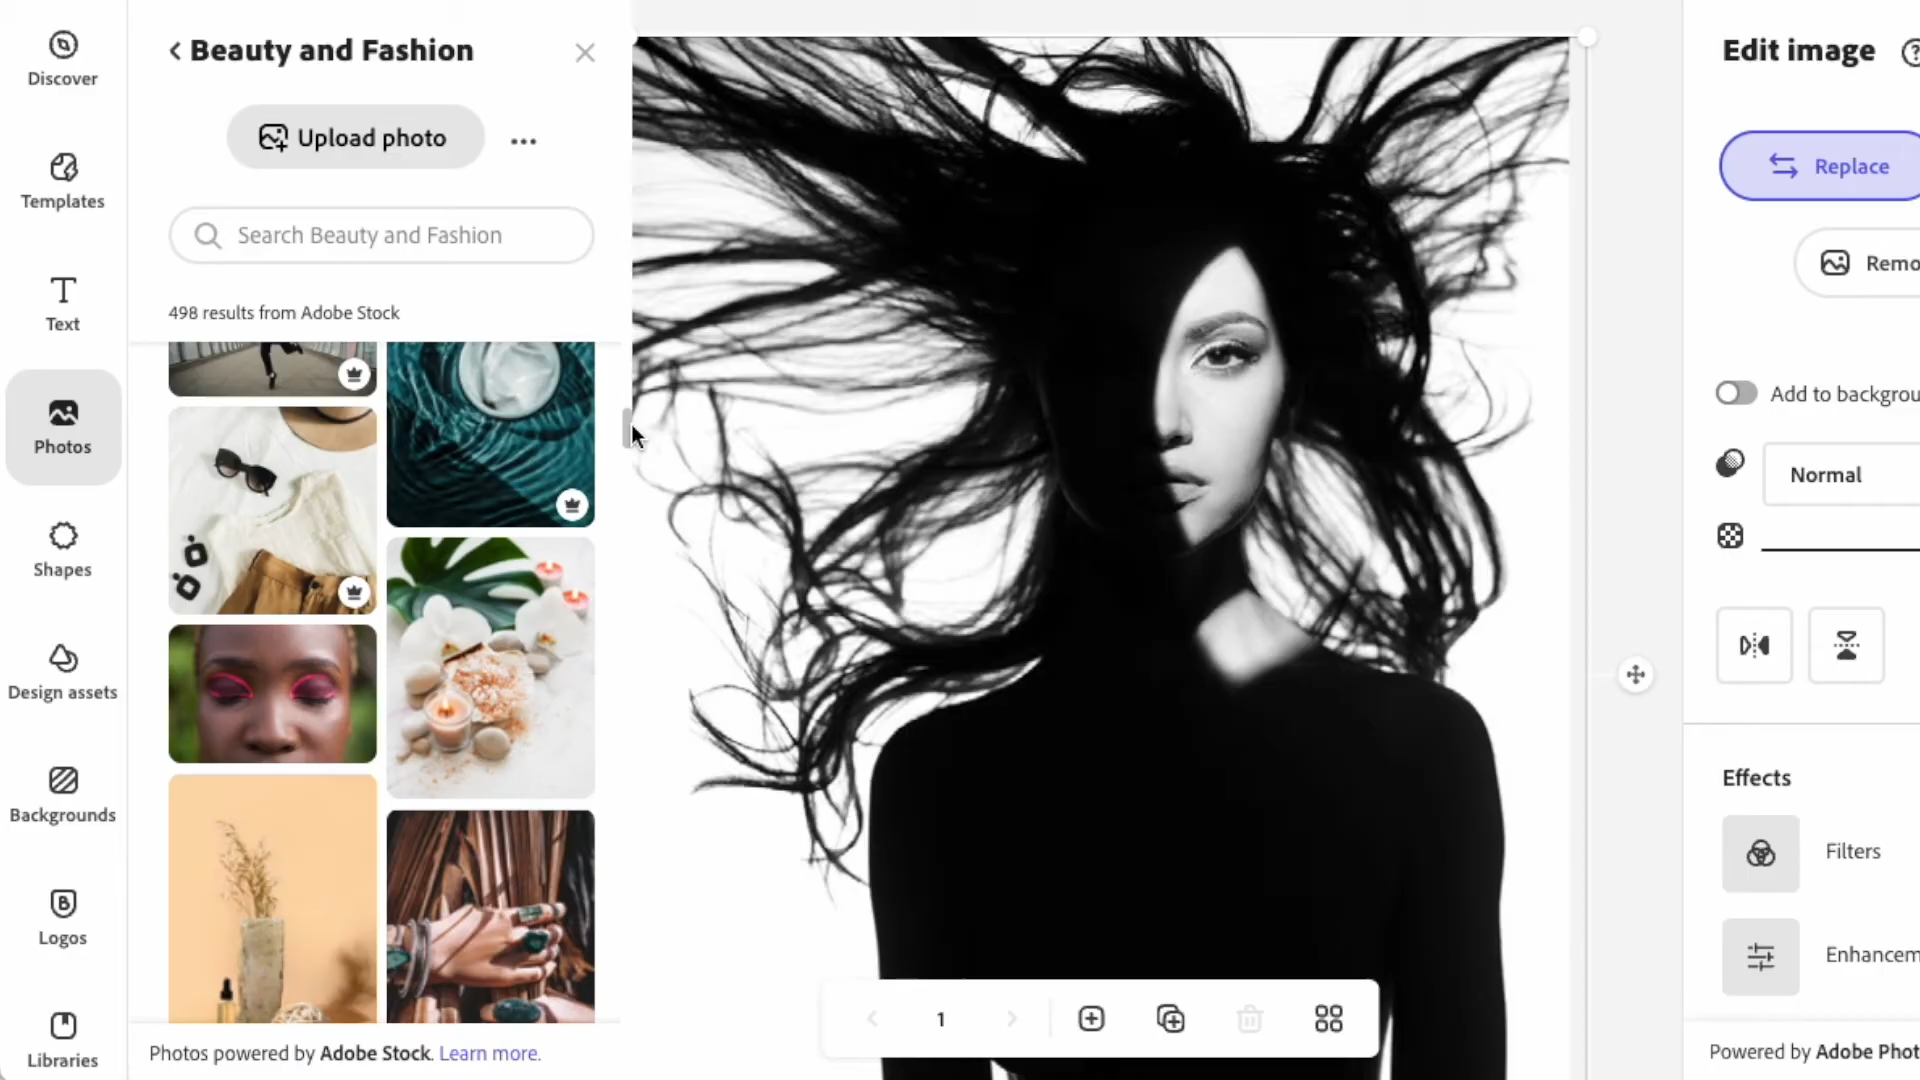 Discover
Templates
Text
Photos
Shapes
Design assets
Backgrounds
Logos
Libraries
Beauty and Fashion
Upload photo
Search Beauty and Fashion
498 results from Adobe Stock
Photos powered by Adobe Stock. Learn more.
1
Edit image
Replace
Remo
Add to backgrou
Normal
Effects
Filters
Enhancem
Powered by Adobe Phot